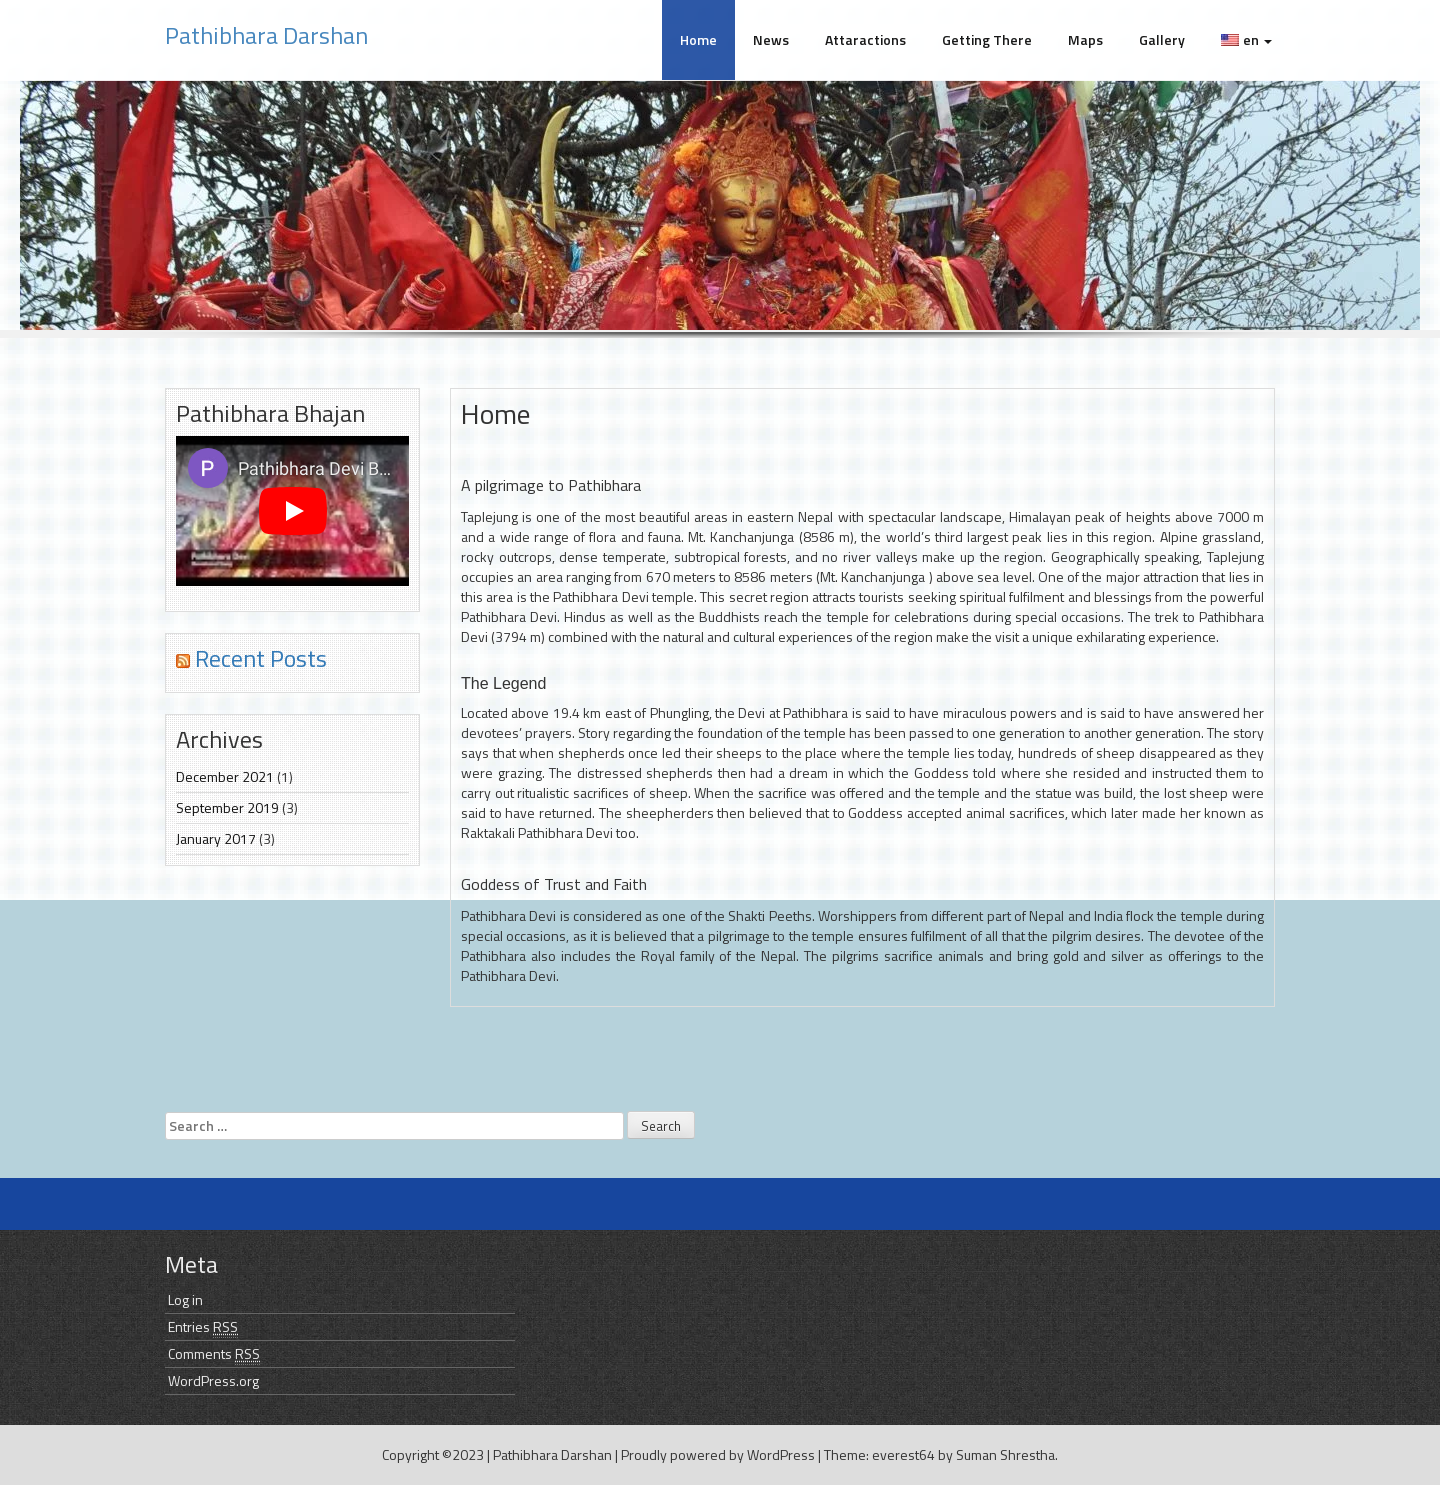 Pathibhara Darshan
Home
News
Attaractions
Getting There
Maps
Gallery
en
Pathibhara Bhajan
P
Pathibhara Devi B...
Recent Posts
Archives
December 2021 (1)
September 2019 (3)
January 2017 (3)
Home
A pilgrimage to Pathibhara
Taplejung is one of the most beautiful areas in eastern Nepal with spectacular landscape, Himalayan peak of heights above 7000 m
and a wide range of flora and fauna. Mt. Kanchanjunga (8586 m), the world’s third largest peak lies in this region. Alpine grassland,
rocky outcrops, dense temperate, subtropical forests, and no river valleys make up the region. Geographically speaking, Taplejung
occupies an area ranging from 670 meters to 8586 meters (Mt. Kanchanjunga ) above sea level. One of the major attraction that lies in
this area is the Pathibhara Devi temple. This secret region attracts tourists seeking spiritual fulfilment and blessings from the powerful
Pathibhara Devi. Hindus as well as the Buddhists reach the temple for celebrations during special occasions. The trek to Pathibhara
Devi (3794 m) combined with the natural and cultural experiences of the region make the visit a unique exhilarating experience.
The Legend
Located above 19.4 km east of Phungling, the Devi at Pathibhara is said to have miraculous powers and is said to have answered her
devotees’ prayers. Story regarding the foundation of the temple has been passed to one generation to another generation. The story
says that when shepherds once led their sheeps to the place where the temple lies today, hundreds of sheep disappeared as they
were grazing. The distressed shepherds then had a dream in which the Goddess told where she resided and instructed them to
carry out ritualistic sacrifices of sheep. When the sacrifice was offered and the temple and the statue was build, the lost sheep were
said to have returned. The sheepherders then believed that to Goddess accepted animal sacrifices, which later made her known as
Raktakali Pathibhara Devi too.
Goddess of Trust and Faith
Pathibhara Devi is considered as one of the Shakti Peeths. Worshippers from different part of Nepal and India flock the temple during
special occasions, as it is believed that a pilgrimage to the temple ensures fulfilment of all that the pilgrim desires. The devotee of the
Pathibhara also includes the Royal family of the Nepal. The pilgrims sacrifice animals and bring gold and silver as offerings to the
Pathibhara Devi.
Search ...
Search
Meta
Log in
Entries RSS
Comments RSS
WordPress.org
Copyright ©2023 | Pathibhara Darshan | Proudly powered by WordPress | Theme: everest64 by Suman Shrestha.